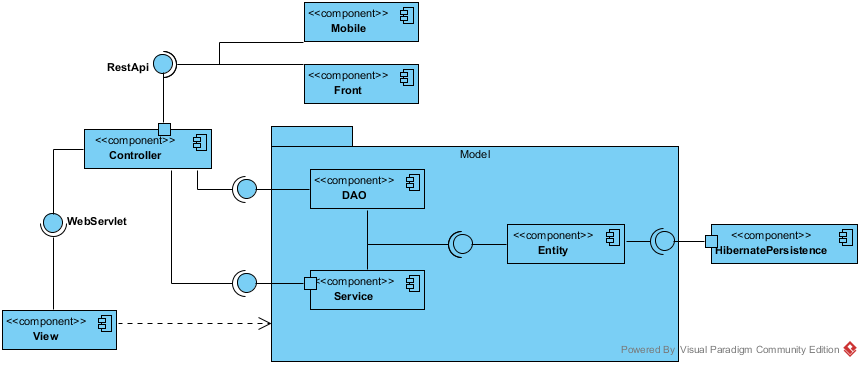 <<component>>
Mobile
RestApi
<<component>>
Front
<<component>>
Controller
Model
<<component>>
DAO
WebServlet
<<component>>
Entity
<<component>>
HibernatePersistence
<<component>>
Service
<<component>>
View
Powered By Visual Paradigm Community Edition